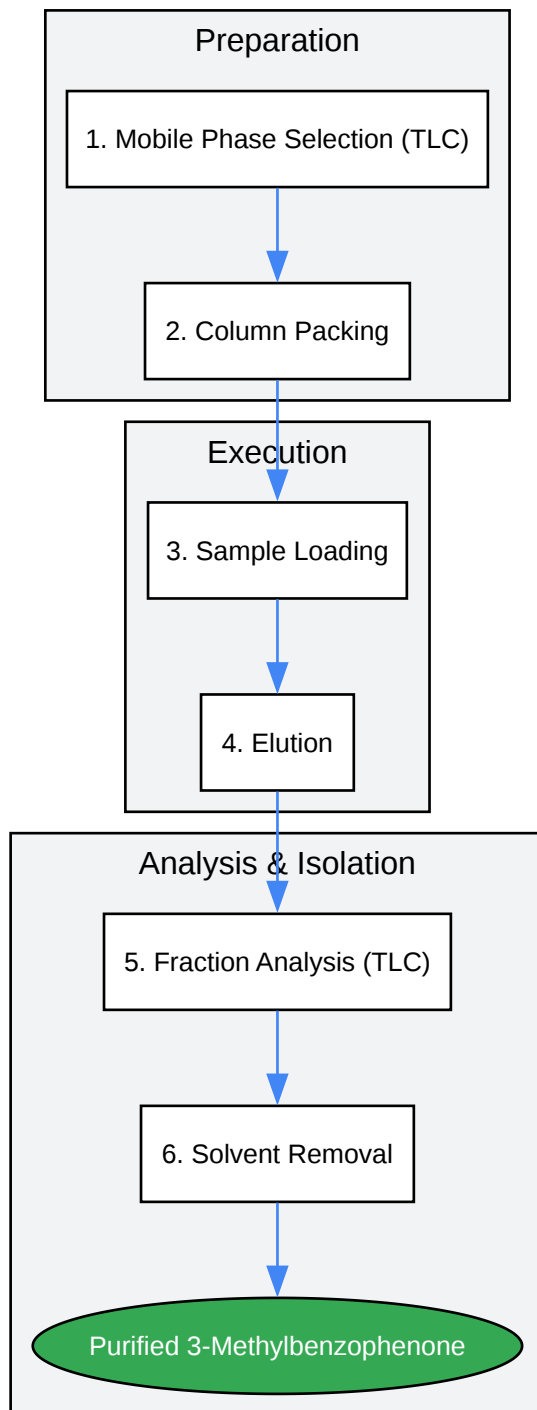 Preparation
1. Mobile Phase Selection (TLC)
2. Column Packing
Execution
3. Sample Loading
4. Elution
Analysis & Isolation
5. Fraction Analysis (TLC)
6. Solvent Removal
Purified 3-Methylbenzophenone